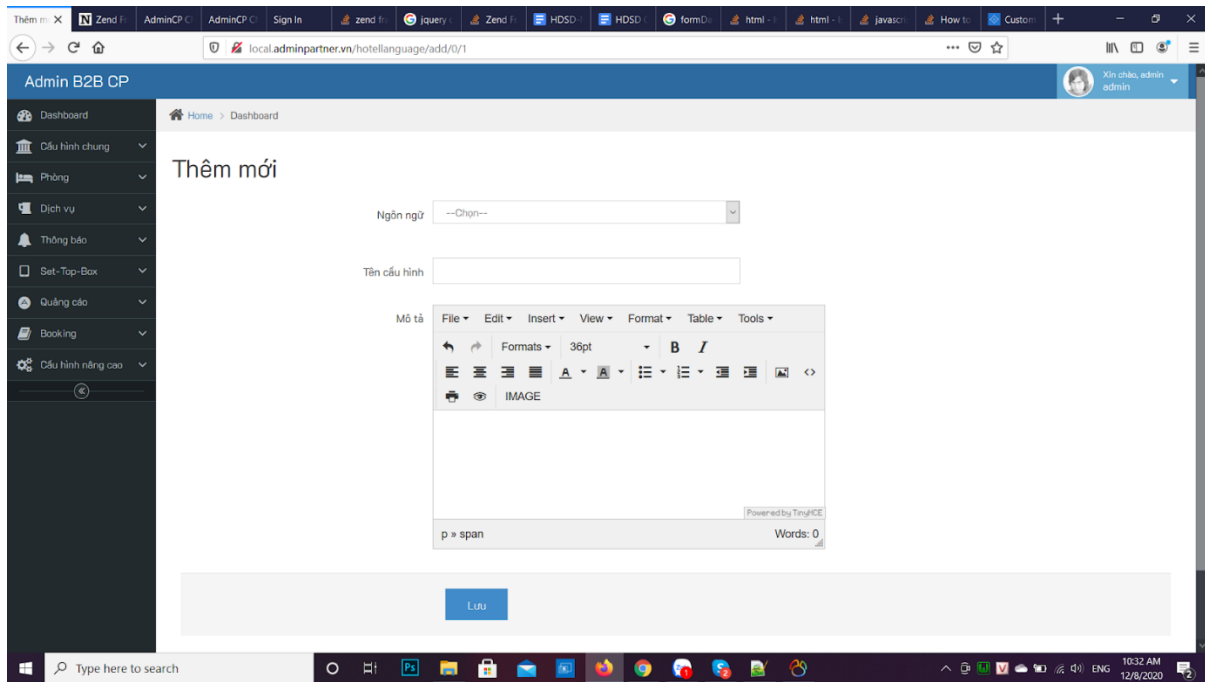 Thêm m
Zend F
AdminCP C
AdminCP C
Sign In
zend fr
jquery c
Zend F
HDSD-
HDSD (
formDa
html -
html -
javascri
How to
Custom
local.adminpartner.vn/hotellanguage/add/0/1
Admin B2B CP
Xin chào, admin
admin
Dashboard
Home > Dashboard
Cấu hình chung
Phòng
Dịch vụ
Thông báo
Set-Top-Box
Quảng cáo
Booking
Cấu hình nâng cao
Thêm mới
Ngôn ngữ
--Chọn--
Tên cấu hình
Mô tả
File Edit Insert View Format Table Tools
Formats 36pt B I
A A
IMAGE
Powered by TinyMCE
p » span Words: 0
Lưu
Type here to search
ENG
10:32 AM
12/8/2020